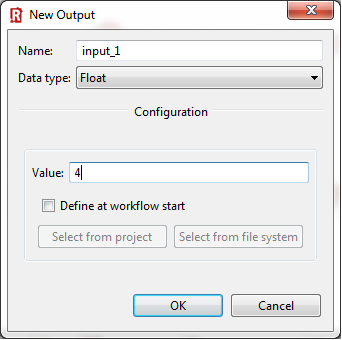 New Output
Name: input_1
Data type: Float
Configuration
Value: 4
Define at workflow start
Select from project Select from file system
OK Cancel